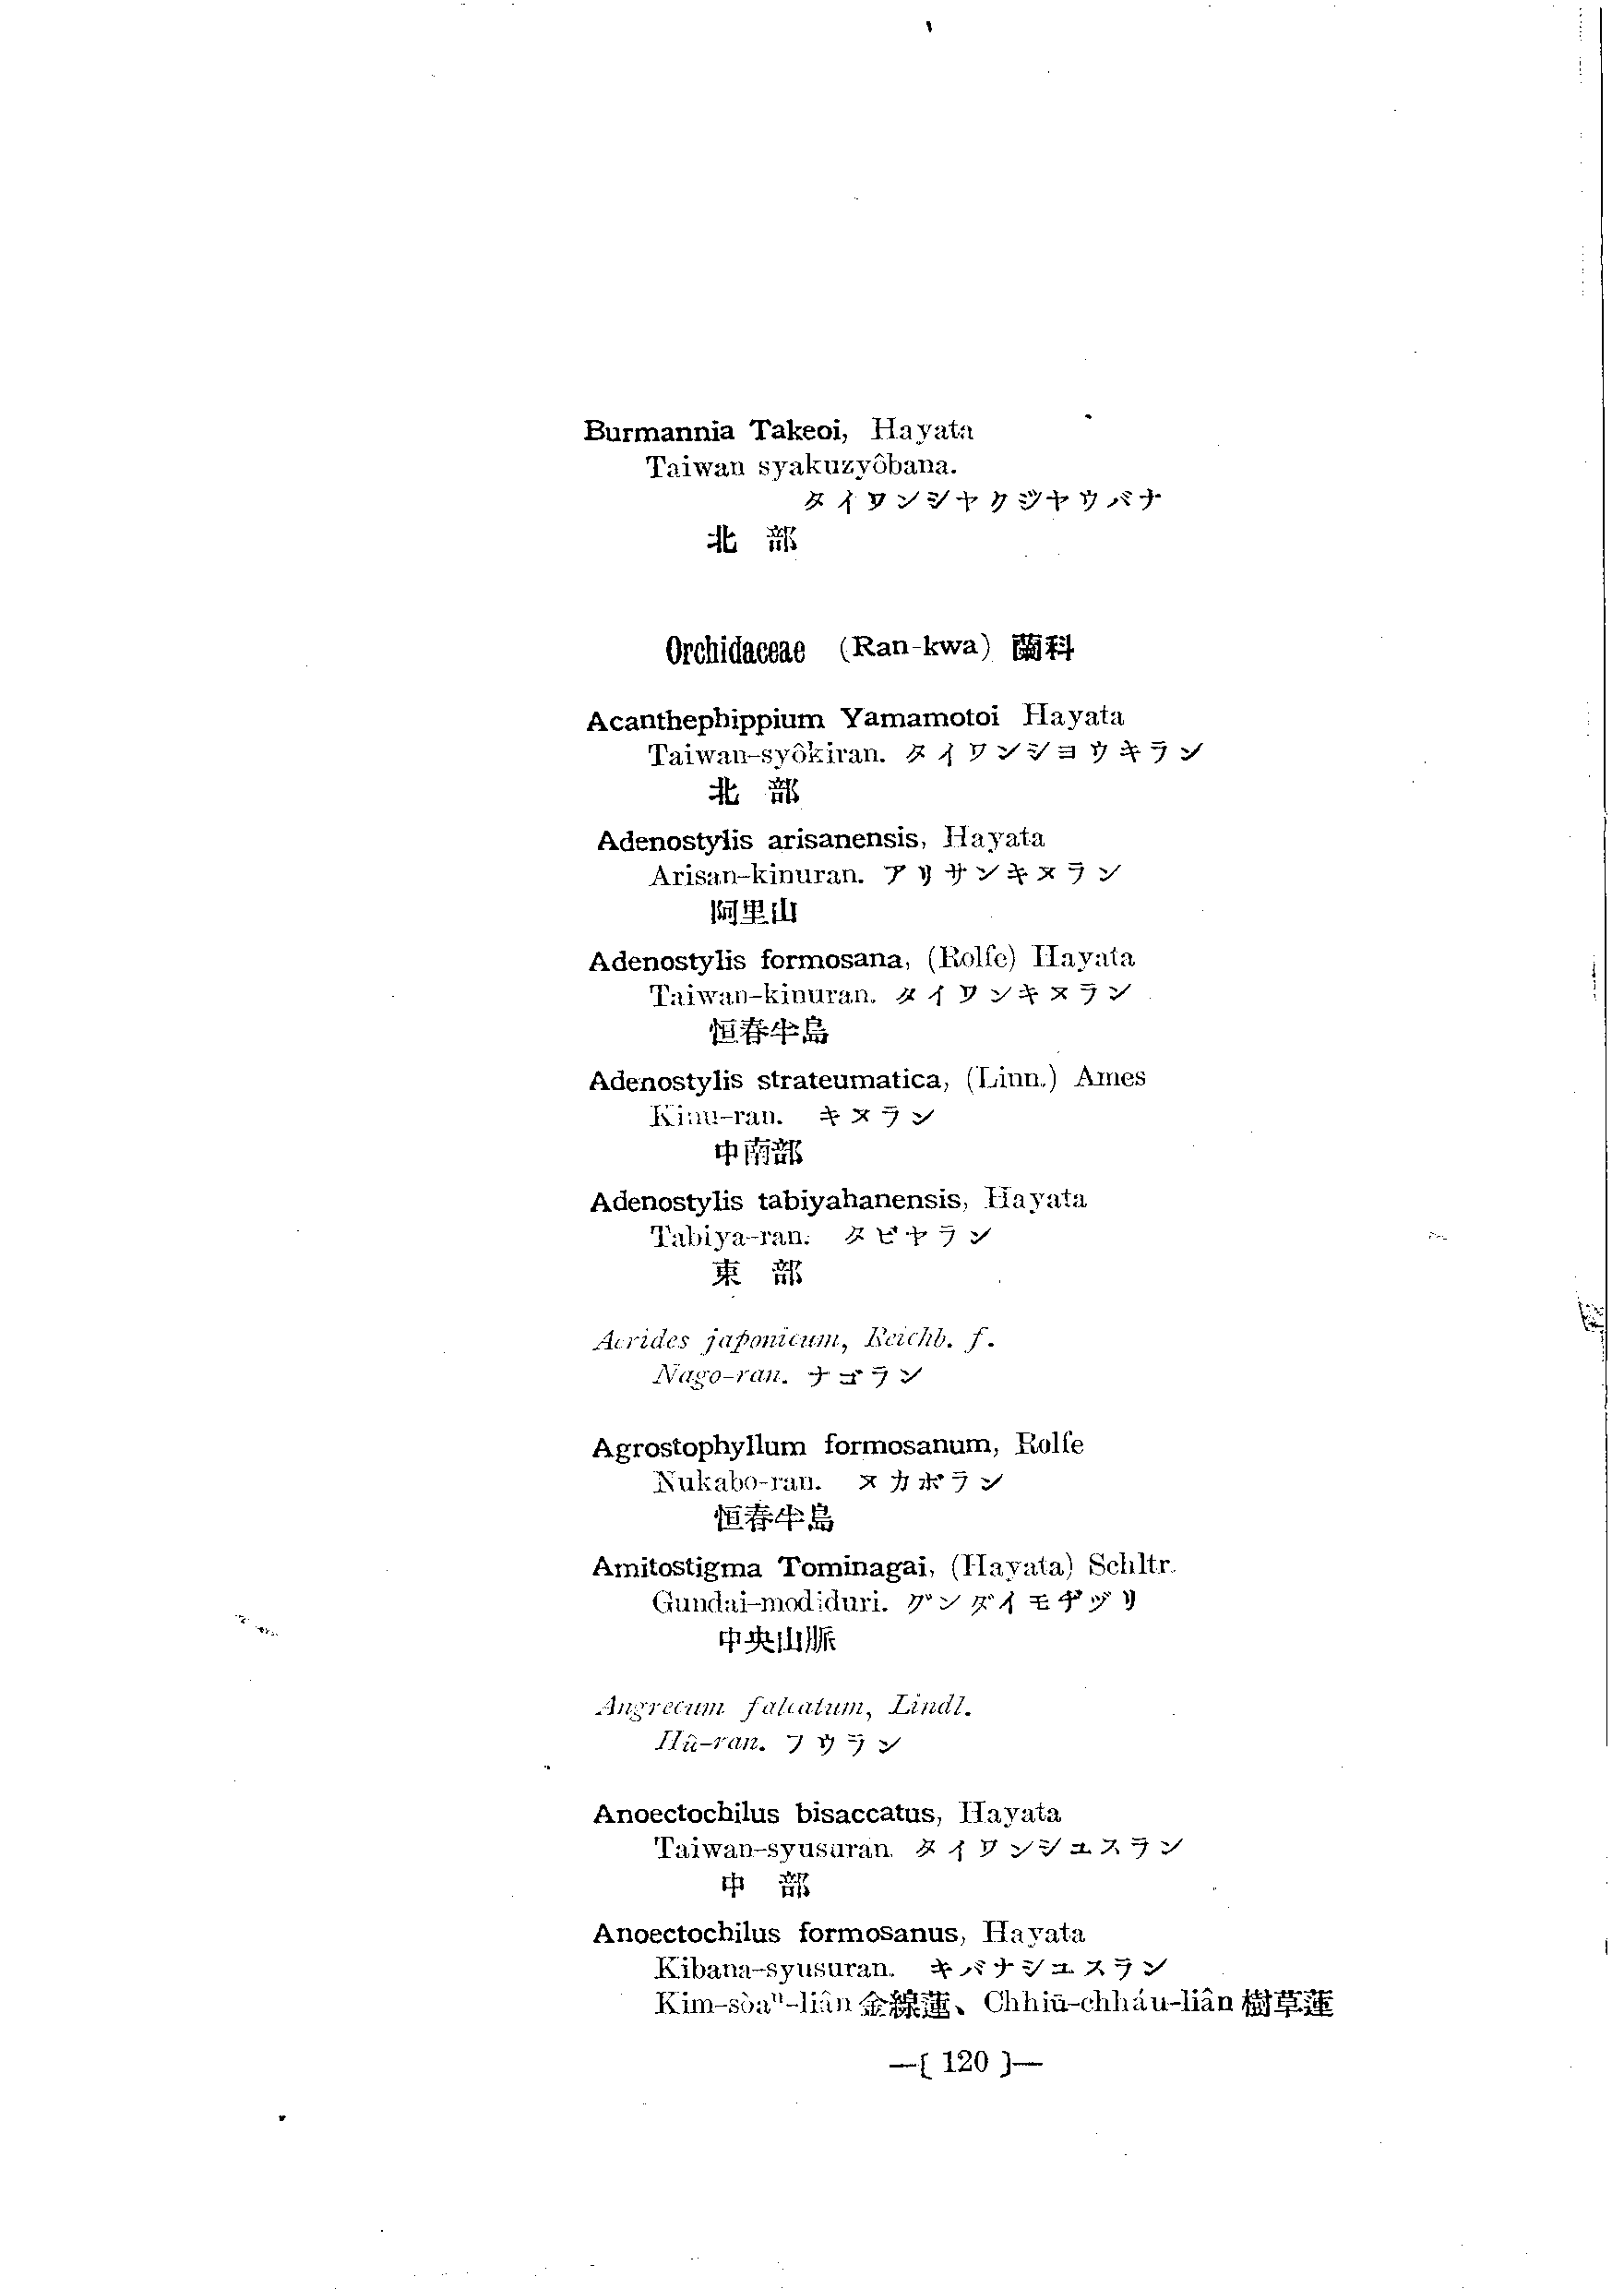 Burmannia Takeoi, Hayata
Taiwan syakuzyôbana.
タイワンシヤクジヤウバナ
北 部
Orchidaceae (Ran-kwa) 蘭科
Acanthephippium Yamamotoi Hayata
Taiwan-syôkiran. タイワンシヨウキラン
北 部
Adenostylis arisanensis, Hayata
Arisan-kinuran. アリサンキヌラン
阿里山
Adenostylis formosana, (Rolfe) Hayata
Taiwan-kinuran. タイワンキヌラン
恒春半島
Adenostylis strateumatica, (Linn.) Ames
Kinu-ran. キヌラン
中南部
Adenostylis tabiyahanensis, Hayata
Tabiya-ran. タビヤラン
東 部
Aerides japonicum, Reichb. f.
Nago-ran. ナゴラン
Agrostophyllum formosanum, Rolfe
Nukabo-ran. ヌカボラン
恒春半島
Amitostigma Tominagai, (Hayata) Schltr.
Gundai-modiduri. グンダイモヂヅリ
中央山脈
Angrecum falcatum, Lindl.
Hû-ran. フウラン
Anoectochilus bisaccatus, Hayata
Taiwan-syusuran. タイワンシユスラン
中 部
Anoectochilus formosanus, Hayata
Kibana-syusuran. キバナシユスラン
Kim-sòaⁿ-liân 金線蓮、Chhiū-chháu-liân 樹草蓮
—[ 120 ]—